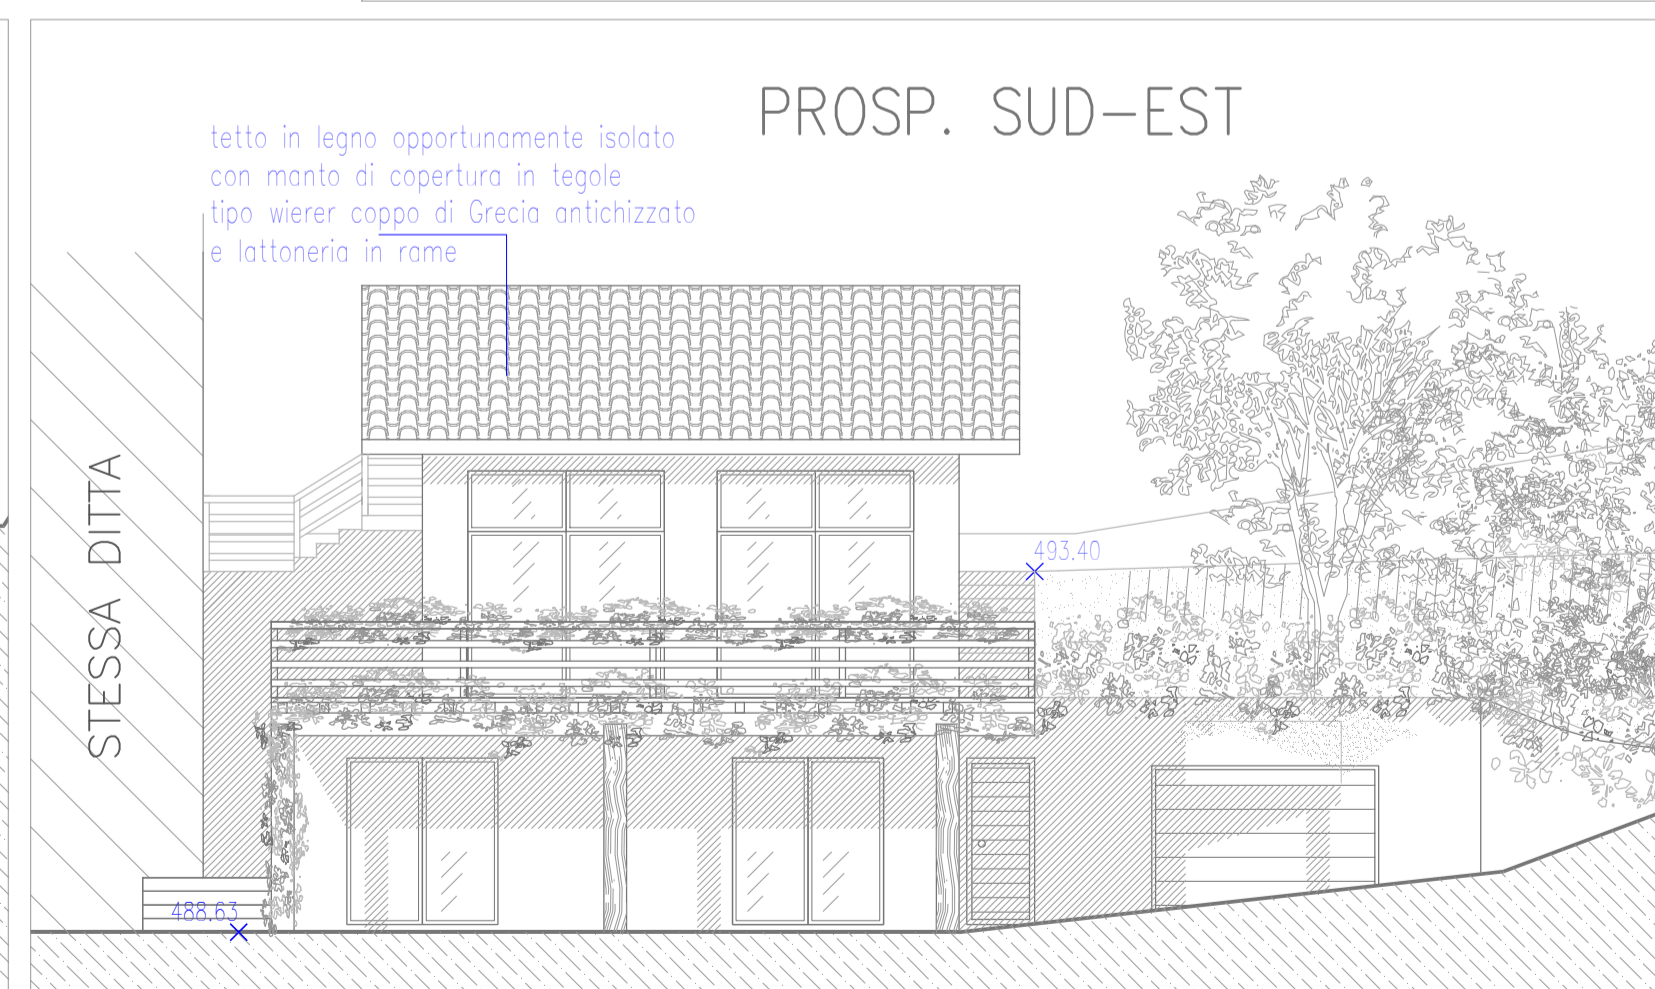 PROSP. SUD-EST
tetto in legno opportunamente isolato
con manto di copertura in tegole
tipo wierer coppo di Grecia antichizzato
e lattoneria in rame
STESSA DITTA
493.40
488.63